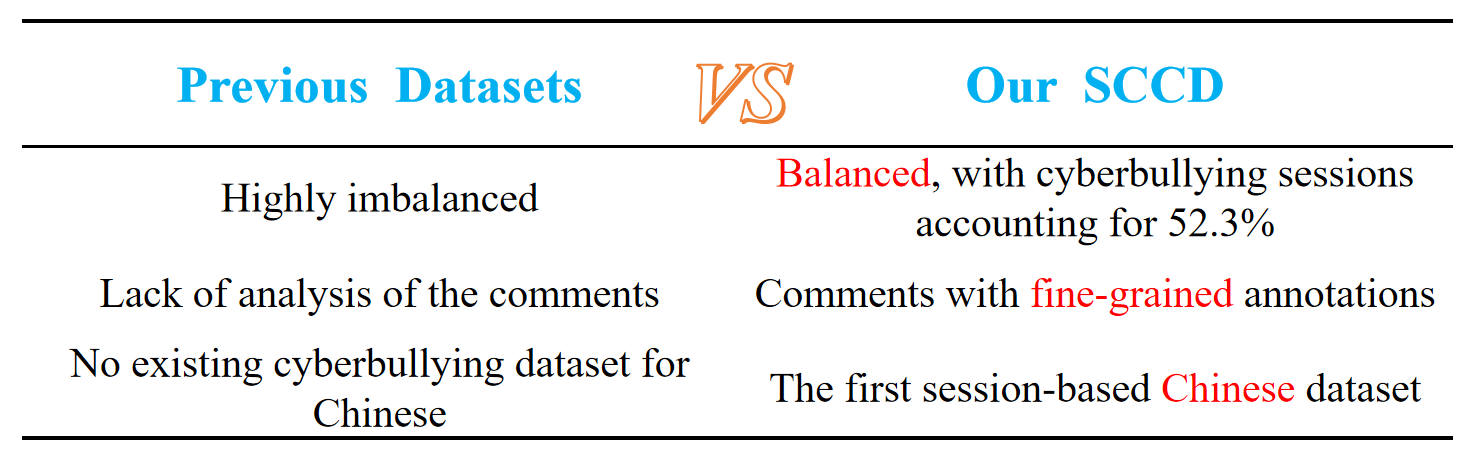 Previous Datasets VS Our SCCD
Highly imbalanced
Balanced, with cyberbullying sessions
accounting for 52.3%
Lack of analysis of the comments
Comments with fine-grained annotations
No existing cyberbullying dataset for
Chinese
The first session-based Chinese dataset